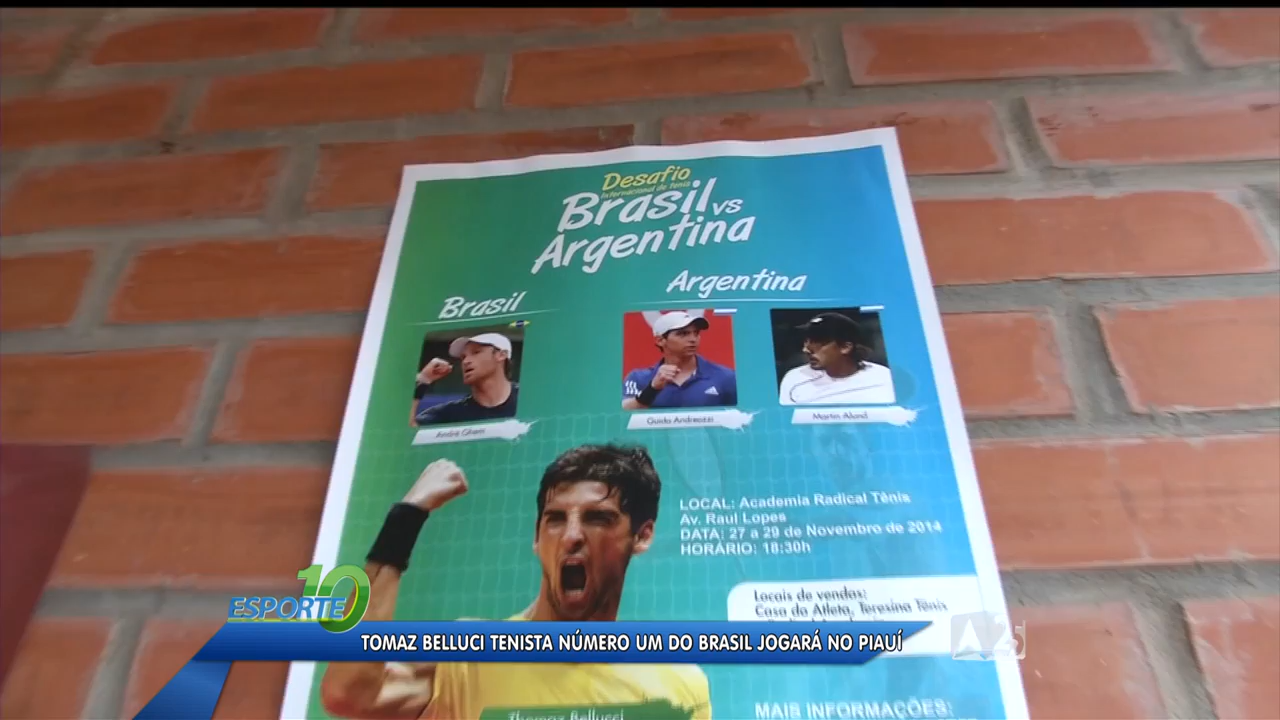 Desafio
Internacional de Tenis
Brasil vs
Argentina
Brasil
Argentina
André Ghem
Guido Andreozzi
Martin Alund
LOCAL: Academia Radical Tênis
Av. Raul Lopes
DATA: 27 a 29 de Novembro de 2014
HORÁRIO: 18:30h
Locais de vendas:
Casa do Atleta, Teresina Tênis
10
ESPORTE
TOMAZ BELLUCI TENISTA NÚMERO UM DO BRASIL JOGARÁ NO PIAUÍ
Thomaz Bellucci
MAIS INFORMAÇÕES: